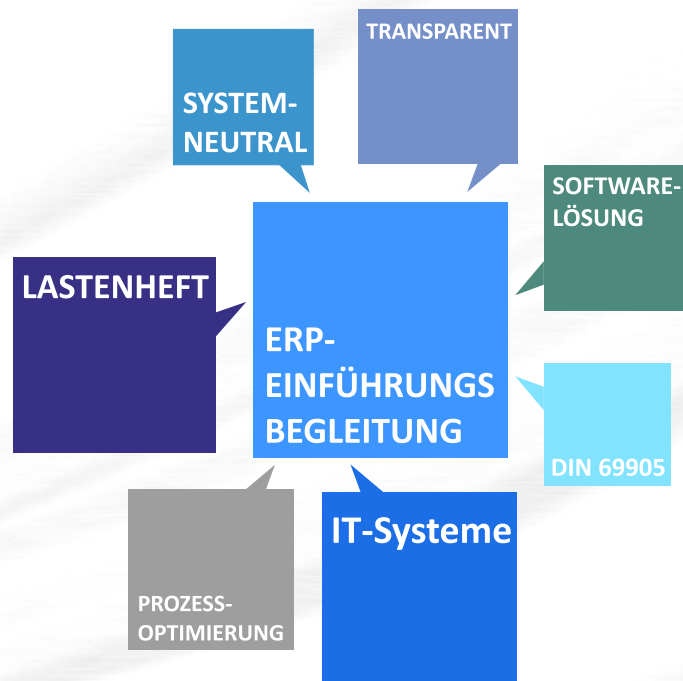 TRANSPARENT
SYSTEM-
NEUTRAL
SOFTWARE-
LÖSUNG
LASTENHEFT
ERP-
EINFÜHRUNGS
BEGLEITUNG
DIN 69905
IT-Systeme
PROZESS-
OPTIMIERUNG